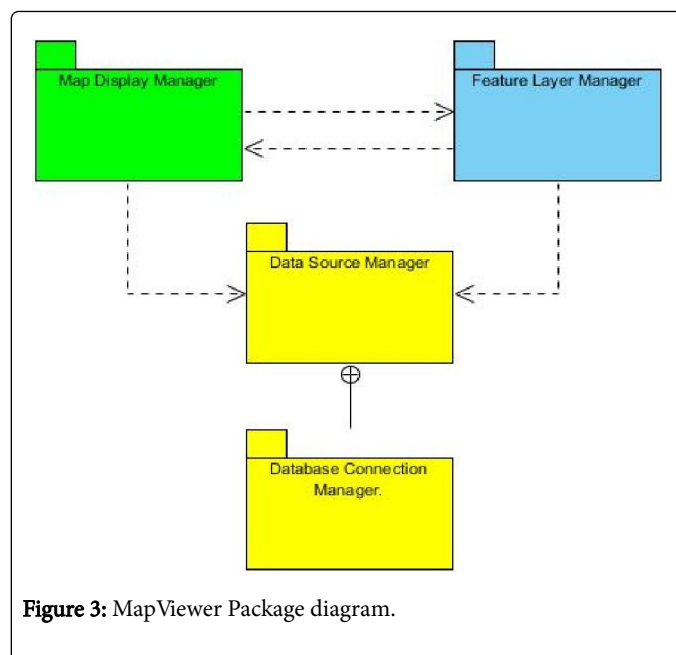 Map Display Manager
Feature Layer Manager
Data Source Manager
Database Connection
Manager.
Figure 3: MapViewer Package diagram.